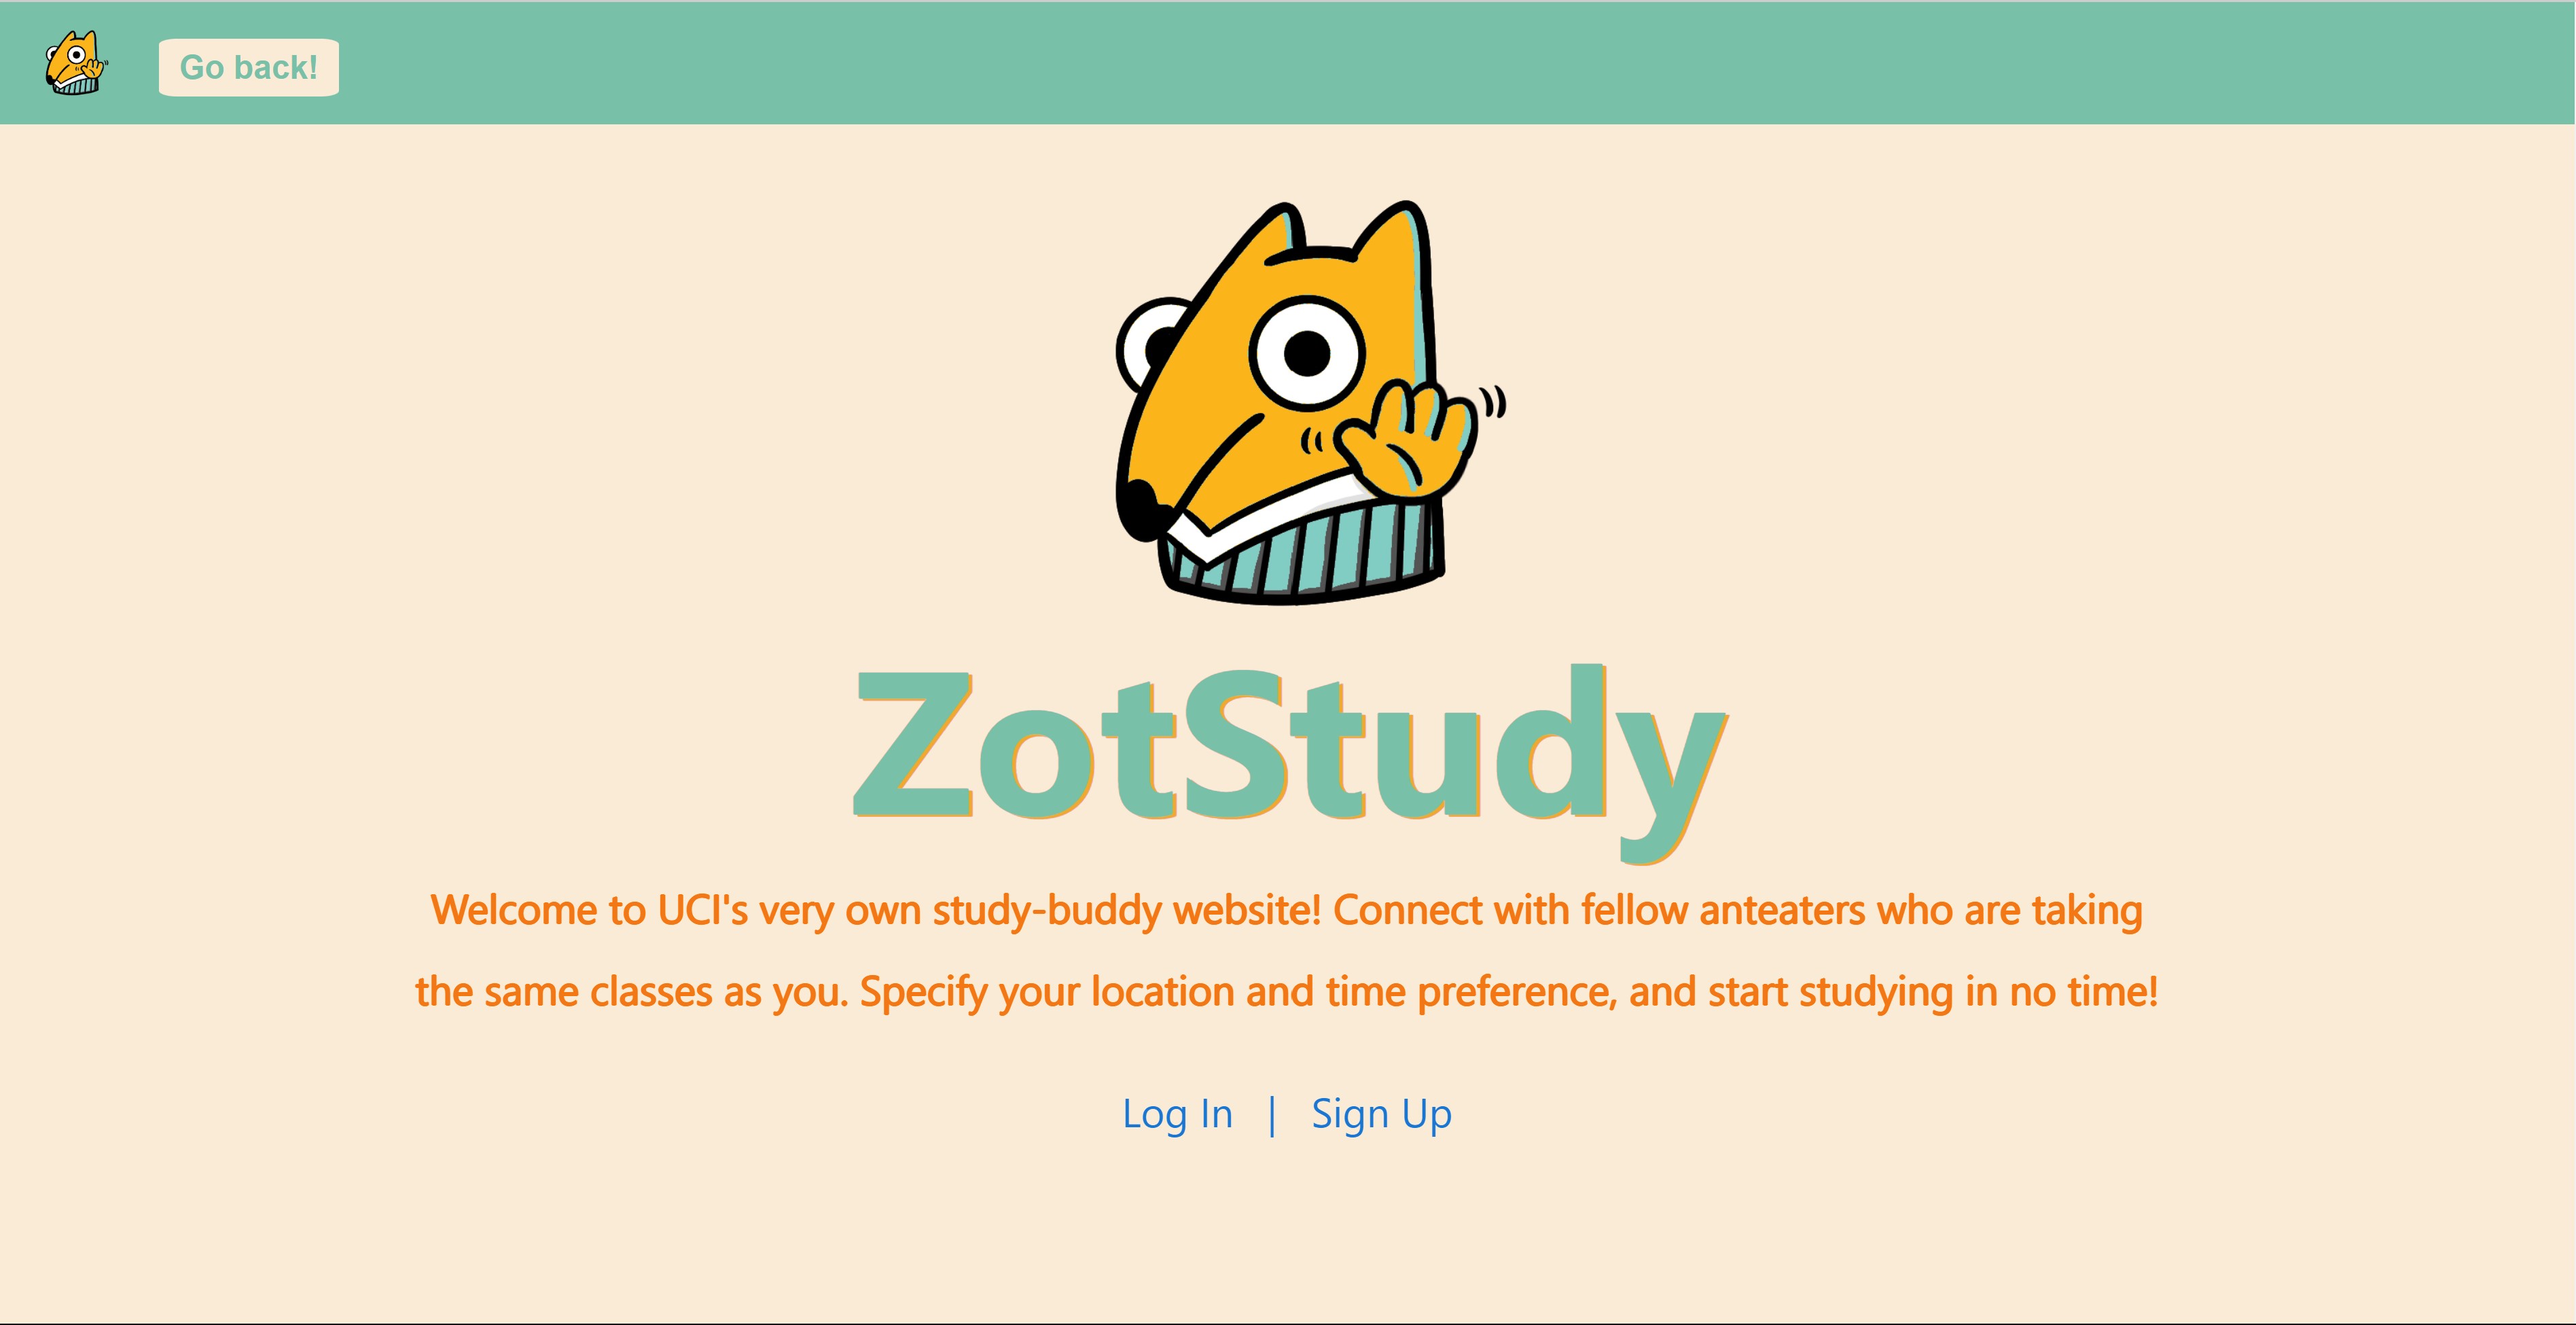 Go back!
ZotStudy
Welcome to UCI's very own study-buddy website! Connect with fellow anteaters who are taking
the same classes as you. Specify your location and time preference, and start studying in no time!
Log In | Sign Up